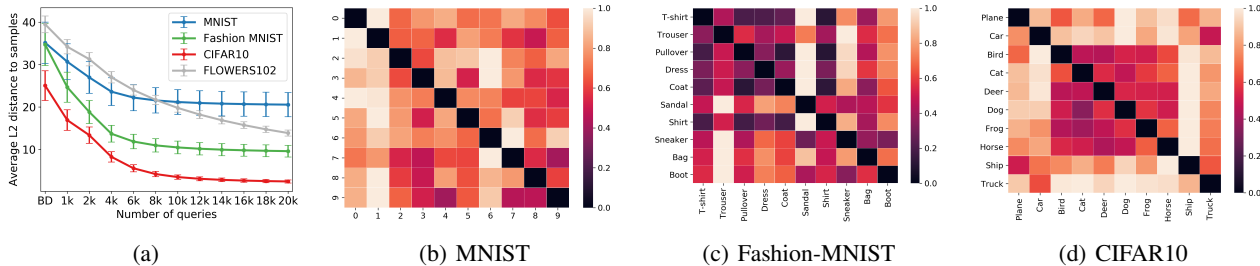 Average L2 distance to samples
40
30
20
10
MNIST
Fashion MNIST
CIFAR10
FLOWERS102
BD 1k 2k 4k 6k 8k 10k 12k 14k 16k 18k 20k
Number of queries
(a)
0
1
2
3
4
5
6
7
8
9
0 1 2 3 4 5 6 7 8 9
1.0
0.8
0.6
0.4
0.2
0.0
(b) MNIST
T-shirt
Trouser
Pullover
Dress
Coat
Sandal
Shirt
Sneaker
Bag
Boot
T-shirt Trouser Pullover Dress Coat Sandal Shirt Sneaker Bag Boot
1.0
0.8
0.6
0.4
0.2
0.0
(c) Fashion-MNIST
Plane
Car
Bird
Cat
Deer
Dog
Frog
Horse
Ship
Truck
Plane Car Bird Cat Deer Dog Frog Horse Ship Truck
1.0
0.8
0.6
0.4
0.2
0.0
(d) CIFAR10